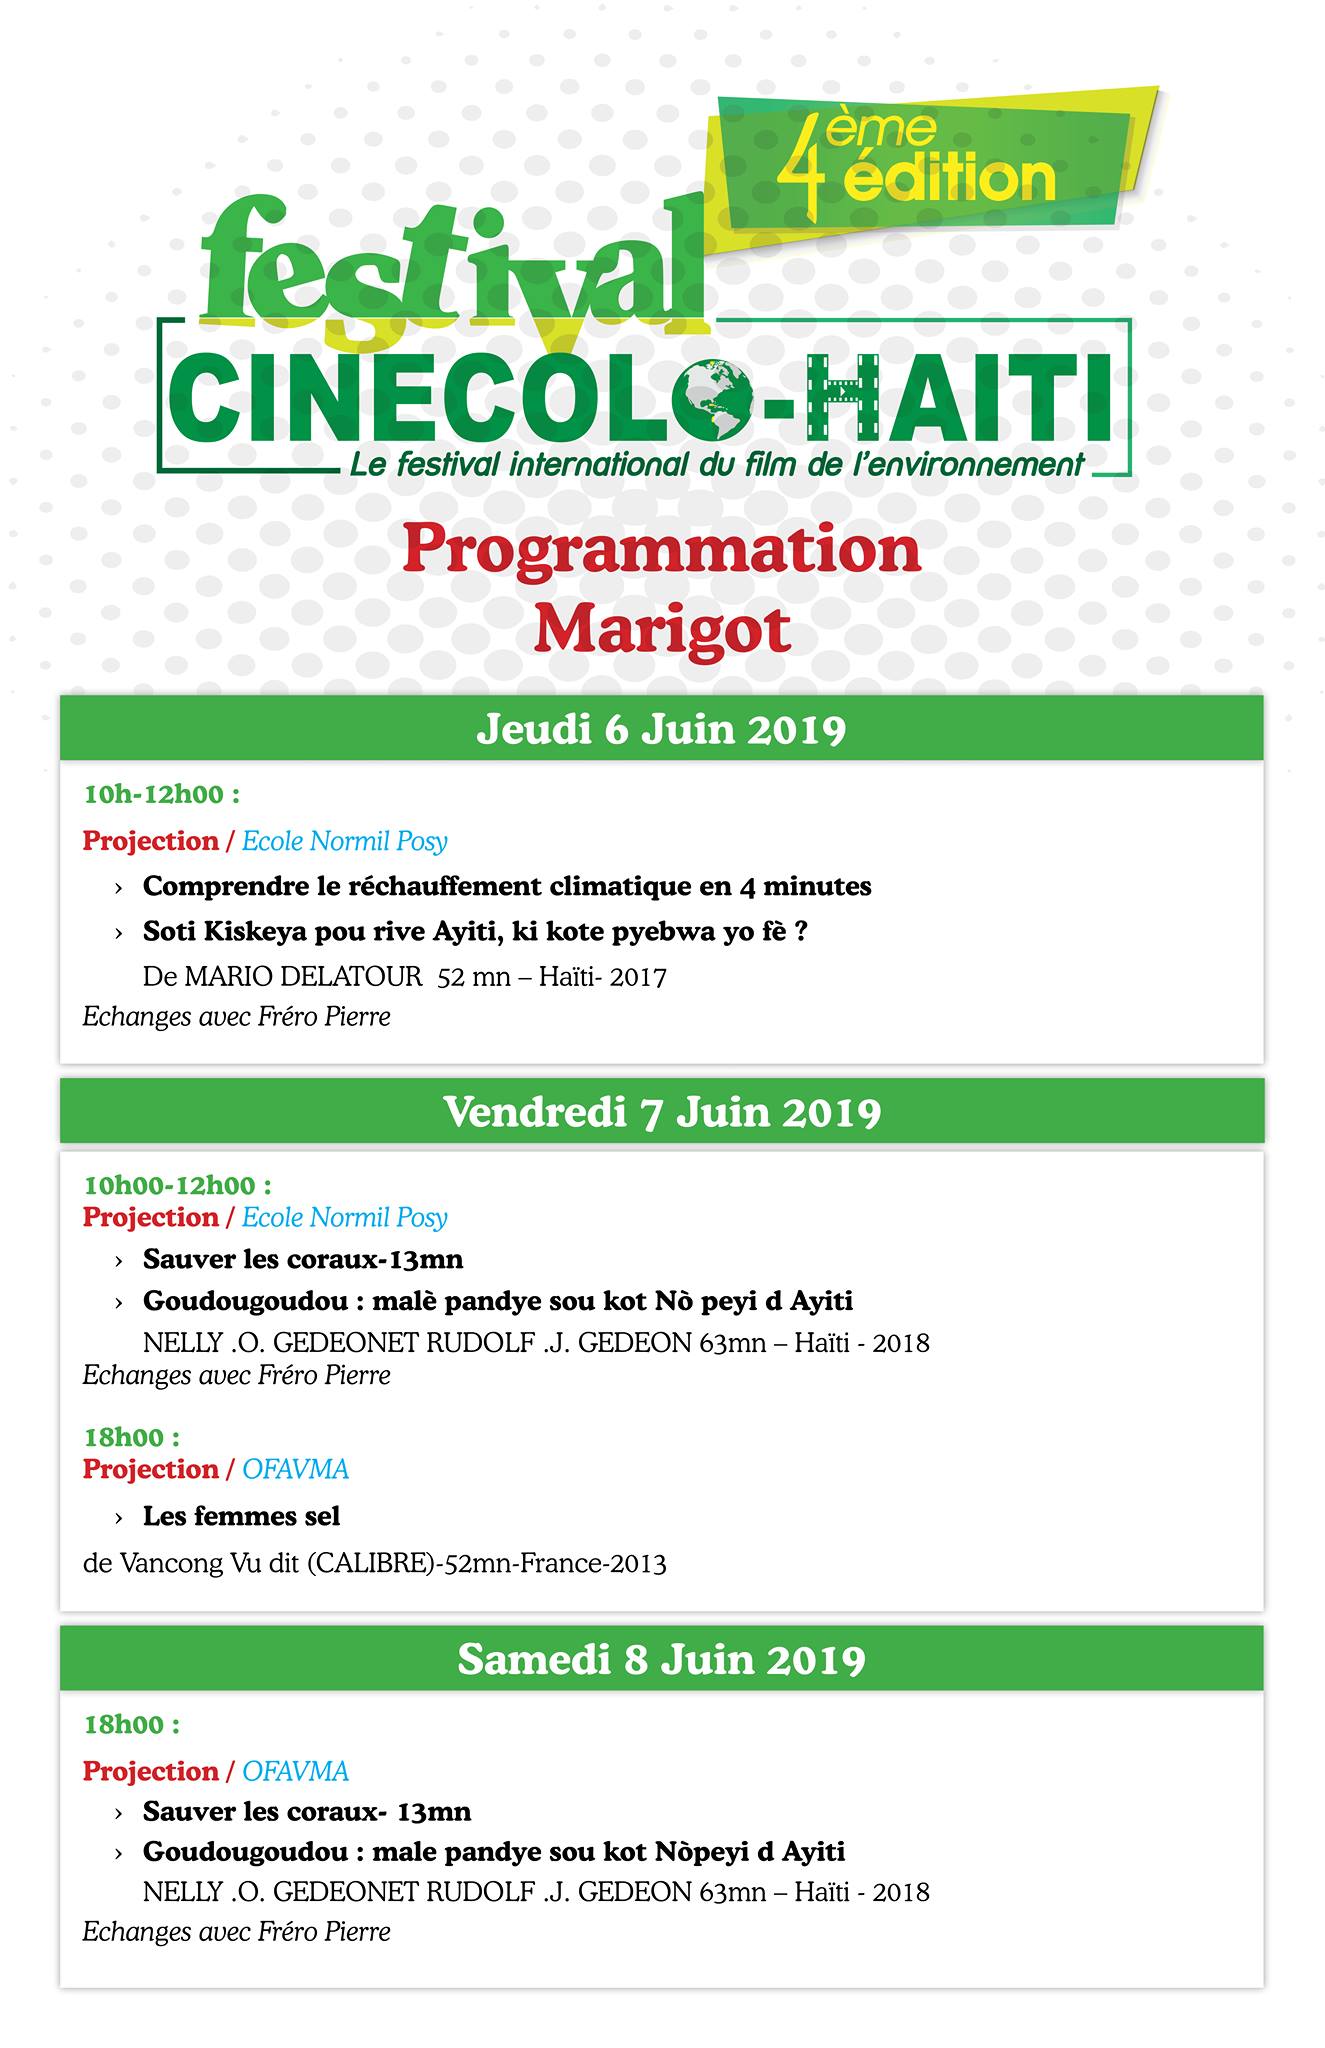 4ème édition
festival
CINECOLO-HAITI
Le festival international du film de l'environnement
Programmation
Marigot
Jeudi 6 Juin 2019
10h-12h00 :
Projection / Ecole Normil Posy
› Comprendre le réchauffement climatique en 4 minutes
› Soti Kiskeya pou rive Ayiti, ki kote pyebwa yo fè ?
De MARIO DELATOUR 52 mn – Haïti- 2017
Echanges avec Fréro Pierre
Vendredi 7 Juin 2019
10h00-12h00 :
Projection / Ecole Normil Posy
› Sauver les coraux-13mn
› Goudougoudou : malè pandye sou kot Nò peyi d Ayiti
NELLY .O. GEDEONET RUDOLF .J. GEDEON 63mn – Haïti - 2018
Echanges avec Fréro Pierre
18h00 :
Projection / OFAVMA
› Les femmes sel
de Vancong Vu dit (CALIBRE)-52mn-France-2013
Samedi 8 Juin 2019
18h00 :
Projection / OFAVMA
› Sauver les coraux- 13mn
› Goudougoudou : male pandye sou kot Nòpeyi d Ayiti
NELLY .O. GEDEONET RUDOLF .J. GEDEON 63mn – Haïti - 2018
Echanges avec Fréro Pierre